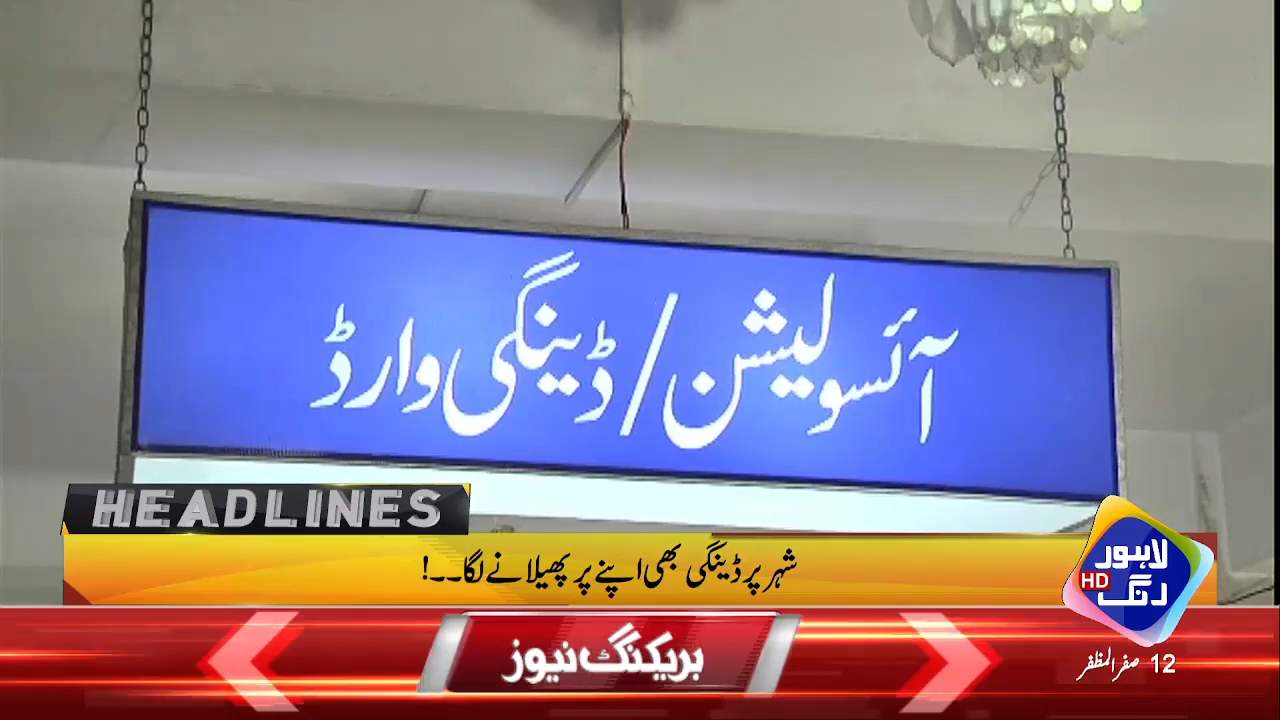 آئسولیشن/ڈینگی وارڈ
HEADLINES
شہر پر ڈینگی بھی اپنے پر پھیلانے لگا۔۔!
لاہور
HD رنگ
بریکنگ نیوز
12 صفر المظفر